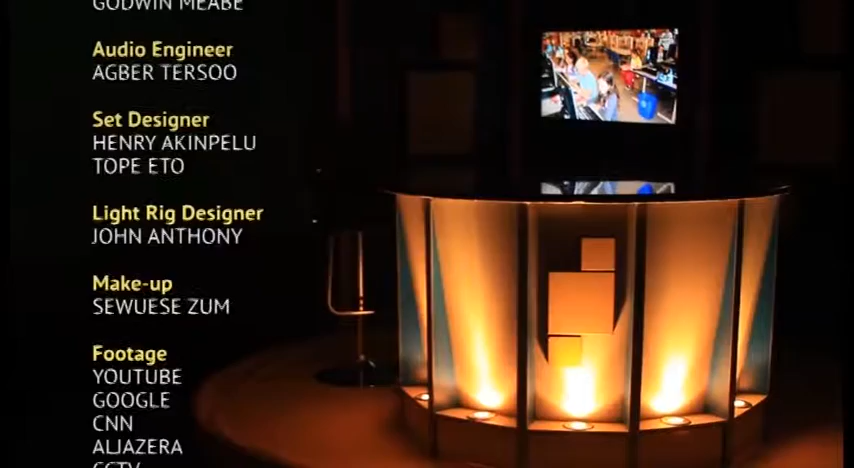 GODWIN MEABE
Audio Engineer
AGBER TERSOO
Set Designer
HENRY AKINPELU
TOPE ETO
Light Rig Designer
JOHN ANTHONY
Make-up
SEWUESE ZUM
Footage
YOUTUBE
GOOGLE
CNN
ALJAZERA
CCTV